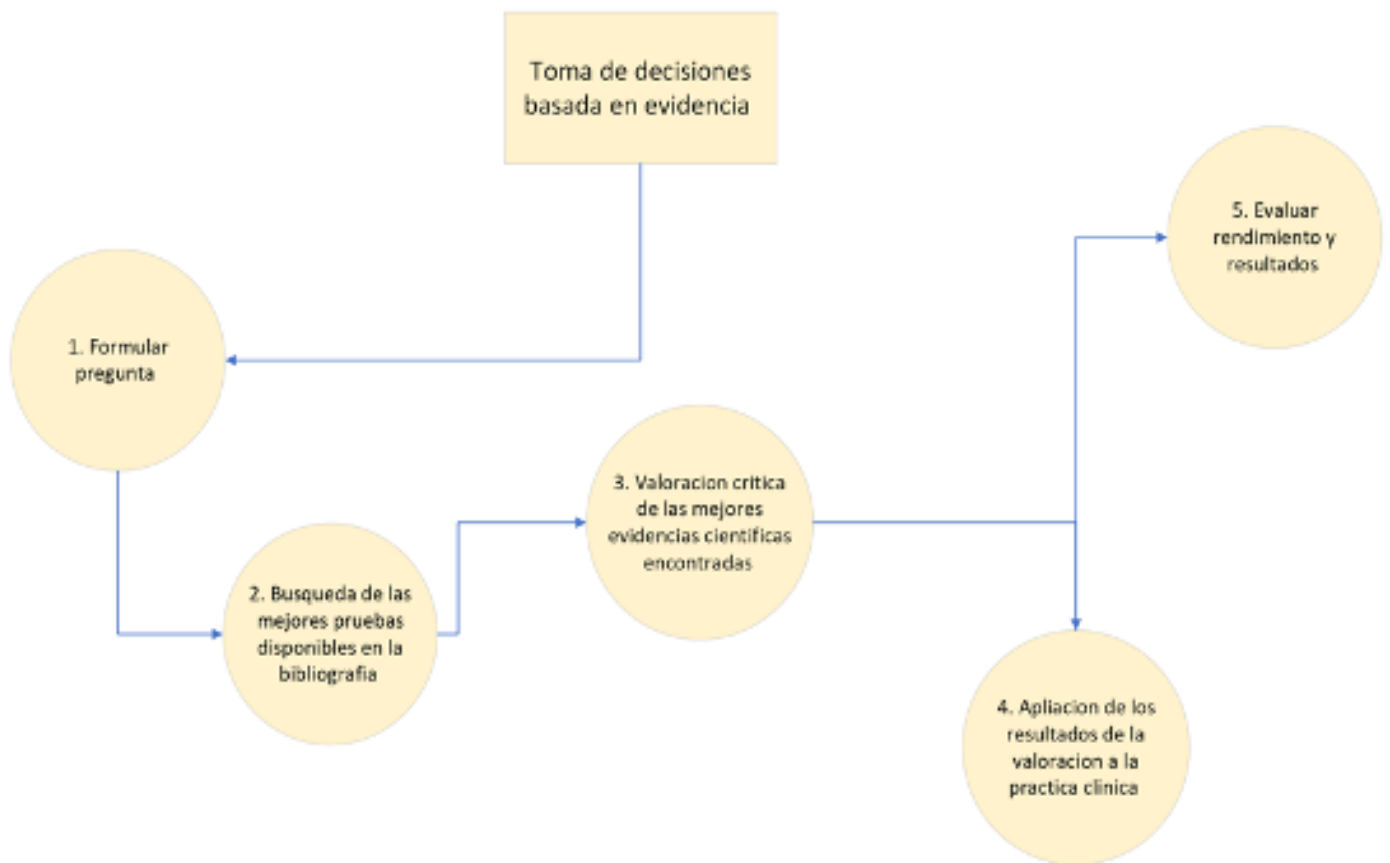 Toma de decisiones
basada en evidencia
1. Formular
pregunta
2. Busqueda de las
mejores pruebas
disponibles en la
bibliografia
3. Valoracion critica
de las mejores
evidencias cientificas
encontradas
4. Apliacion de los
resultados de la
valoracion a la
practica clinica
5. Evaluar
rendimiento y
resultados